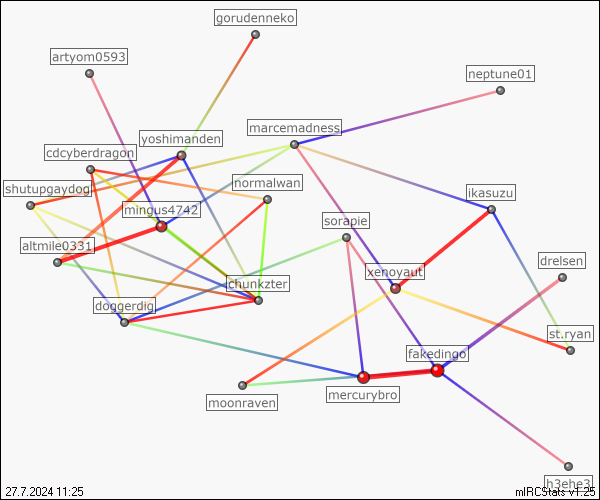 gorudenneko
artyom0593
neptune01
marcemadness
yoshimanden
cdcyberdragon
shutupgaydog
normalwan
ikasuzu
mingus4742
sorapie
altmile0331
drelsen
xenoyaut
chunkzter
doggerdig
st.ryan
fakedingo
mercurybro
moonraven
h3ehe3
27.7.2024 11:25
mIRCStats v1.25